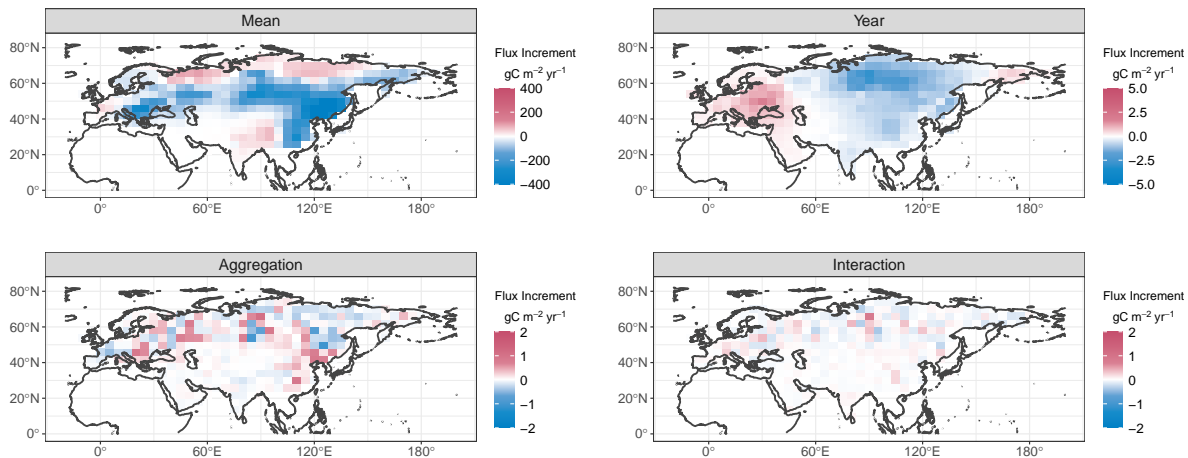 Mean
80°N
60°N
40°N
20°N
0°
0°
60°E
120°E
180°
Flux Increment
gC m⁻² yr⁻¹
400
200
0
−200
−400
Year
80°N
60°N
40°N
20°N
0°
0°
60°E
120°E
180°
Flux Increment
gC m⁻² yr⁻¹
5.0
2.5
0.0
−2.5
−5.0
Aggregation
80°N
60°N
40°N
20°N
0°
0°
60°E
120°E
180°
Flux Increment
gC m⁻² yr⁻¹
2
1
0
−1
−2
Interaction
80°N
60°N
40°N
20°N
0°
0°
60°E
120°E
180°
Flux Increment
gC m⁻² yr⁻¹
2
1
0
−1
−2